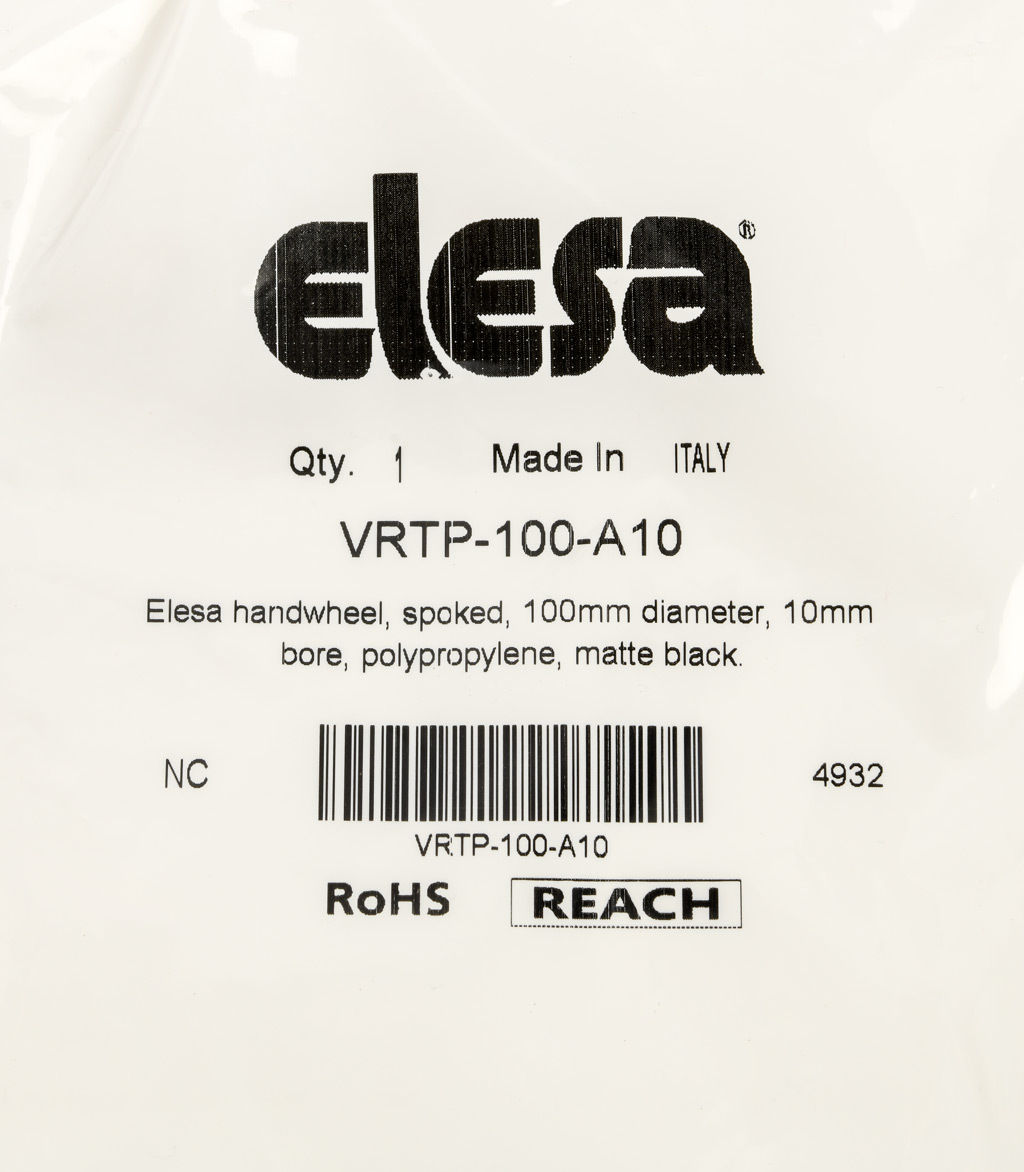 elesa®
Qty. 1 Made In ITALY
VRTP-100-A10
Elesa handwheel, spoked, 100mm diameter, 10mm
bore, polypropylene, matte black.
NC 4932
VRTP-100-A10
RoHS REACH